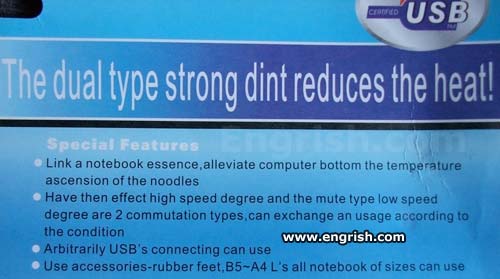 CERTIFIED USB
The dual type strong dint reduces the heat!
Special Features
Engrish.com
● Link a notebook essence,alleviate computer bottom the temperature
ascension of the noodles
● Have then effect high speed degree and the mute type low speed
degree are 2 commutation types,can exchange an usage according to
the condition
www.engrish.com
● Arbitrarily USB's connecting can use
● Use accessories-rubber feet,B5~A4 L's all notebook of sizes can use